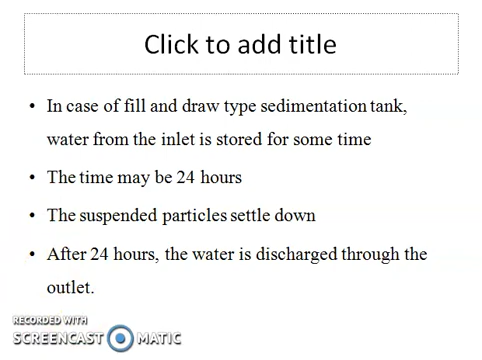 Click to add title
• In case of fill and draw type sedimentation tank,
water from the inlet is stored for some time
• The time may be 24 hours
• The suspended particles settle down
• After 24 hours, the water is discharged through the
outlet.
RECORDED WITH
SCREENCAST MATIC